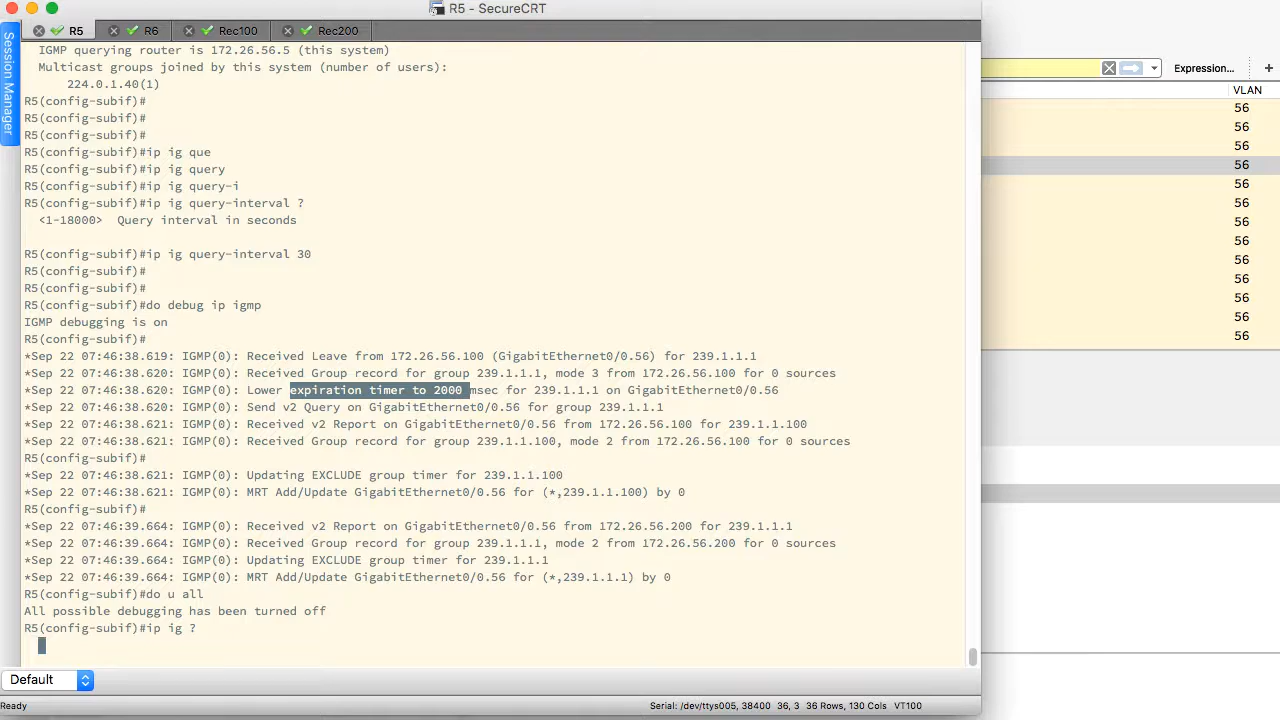 R5 - SecureCRT
R5
R6
Rec100
Rec200
Session Manager
IGMP querying router is 172.26.56.5 (this system)
Multicast groups joined by this system (number of users):
224.0.1.40(1)
R5(config-subif)#
R5(config-subif)#
R5(config-subif)#
R5(config-subif)#ip ig que
R5(config-subif)#ip ig query
R5(config-subif)#ip ig query-i
R5(config-subif)#ip ig query-interval ?
<1-18000>  Query interval in seconds
R5(config-subif)#ip ig query-interval 30
R5(config-subif)#
R5(config-subif)#
R5(config-subif)#do debug ip igmp
IGMP debugging is on
R5(config-subif)#
*Sep 22 07:46:38.619: IGMP(0): Received Leave from 172.26.56.100 (GigabitEthernet0/0.56) for 239.1.1.1
*Sep 22 07:46:38.620: IGMP(0): Received Group record for group 239.1.1.1, mode 3 from 172.26.56.100 for 0 sources
*Sep 22 07:46:38.620: IGMP(0): Lower expiration timer to 2000 msec for 239.1.1.1 on GigabitEthernet0/0.56
*Sep 22 07:46:38.620: IGMP(0): Send v2 Query on GigabitEthernet0/0.56 for group 239.1.1.1
*Sep 22 07:46:38.620: IGMP(0): Received v2 Report on GigabitEthernet0/0.56 from 172.26.56.100 for 239.1.1.100
*Sep 22 07:46:38.620: IGMP(0): Received Group record for group 239.1.1.100, mode 2 from 172.26.56.100 for 0 sources
R5(config-subif)#
*Sep 22 07:46:38.621: IGMP(0): Updating EXCLUDE group timer for 239.1.1.100
*Sep 22 07:46:38.621: IGMP(0): MRT Add/Update GigabitEthernet0/0.56 for (*,239.1.1.100) by 0
R5(config-subif)#
*Sep 22 07:46:39.664: IGMP(0): Received v2 Report on GigabitEthernet0/0.56 from 172.26.56.200 for 239.1.1.1
*Sep 22 07:46:39.664: IGMP(0): Received Group record for group 239.1.1.1, mode 2 from 172.26.56.200 for 0 sources
*Sep 22 07:46:39.664: IGMP(0): Updating EXCLUDE group timer for 239.1.1.1
*Sep 22 07:46:39.664: IGMP(0): MRT Add/Update GigabitEthernet0/0.56 for (*,239.1.1.1) by 0
R5(config-subif)#do u all
All possible debugging has been turned off
R5(config-subif)#ip ig ?
Default
Ready
Serial: /dev/ttys005, 38400  36, 3  36 Rows, 130 Cols  VT100
Expression...
+
VLAN
56
56
56
56
56
56
56
56
56
56
56
56
56